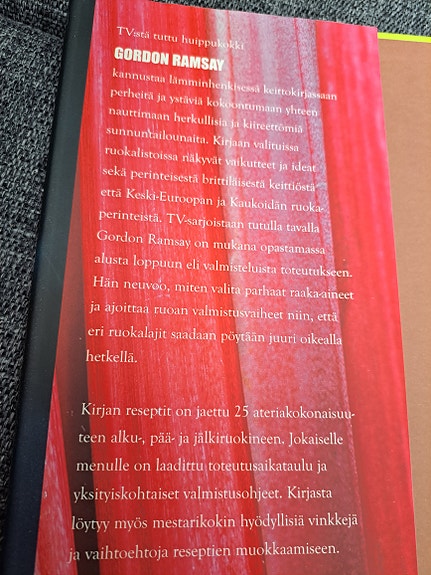 TV:stä tuttu huippukokki
GORDON RAMSAY
kannustaa lämminhenkisessä keittokirjassaan
perheitä ja ystäviä kokoontumaan yhteen
nauttimaan herkullisia ja kiireettömiä
sunnuntailounaita. Kirjaan valituissa
ruokalistoissa näkyvät vaikutteet ja ideat
sekä perinteisestä brittiläisestä keittiöstä
että Keski-Euroopan ja Kaukoidän ruoka-
perinteistä. TV-sarjoistaan tutulla tavalla
Gordon Ramsay on mukana opastamassa
alusta loppuun eli valmisteluista toteutukseen.
Hän neuvoo, miten valita parhaat raaka-aineet
ja ajoittaa ruoan valmistusvaiheet niin, että
eri ruokalajit saadaan pöytään juuri oikealla
hetkellä.
Kirjan reseptit on jaettu 25 ateriakokonaisuu-
teen alku-, pää- ja jälkiruokineen. Jokaiselle
menulle on laadittu toteutusaikataulu ja
yksityiskohtaiset valmistusohjeet. Kirjasta
löytyy myös mestarikokin hyödyllisiä vinkkejä
ja vaihtoehtoja reseptien muokkaamiseen.